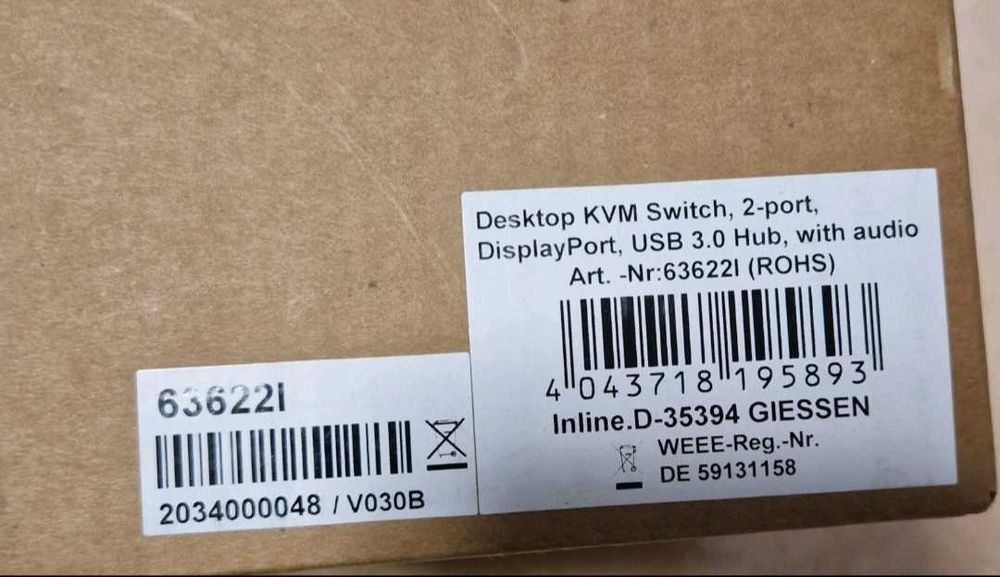 Desktop KVM Switch, 2-port,
DisplayPort, USB 3.0 Hub, with audio
Art. -Nr:63622I (ROHS)
4 043718 195893
Inline.D-35394 GIESSEN
WEEE-Reg.-Nr.
DE 59131158
63622I
2034000048 / V030B